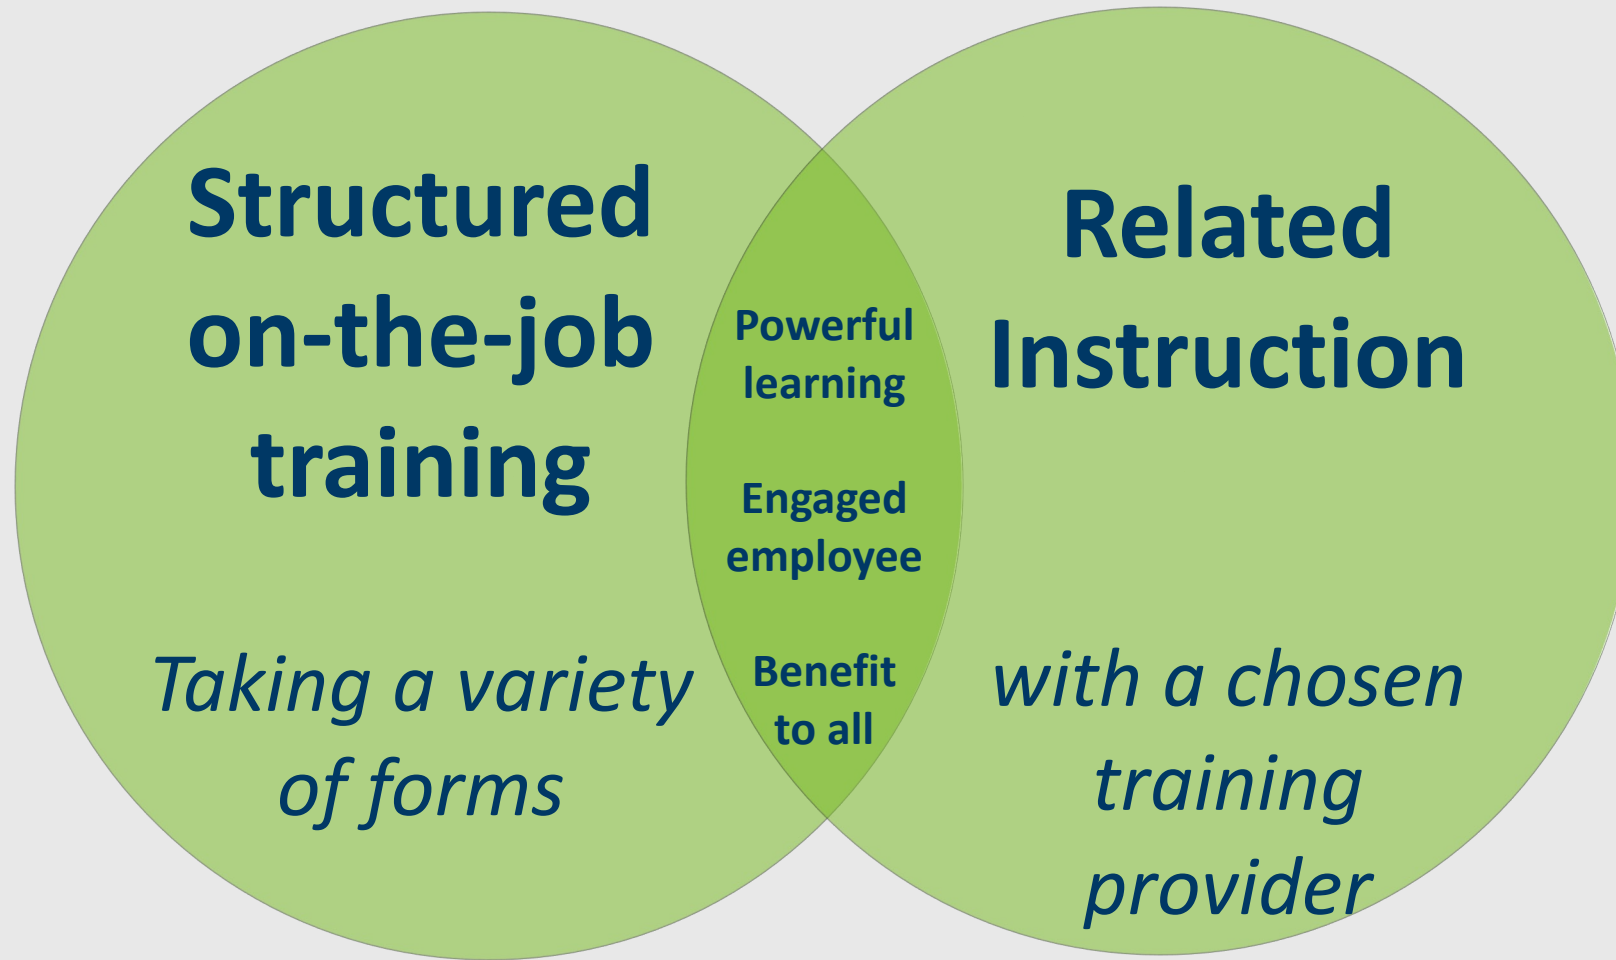 Structured
on-the-job
training
Taking a variety
of forms
Powerful
learning
Engaged
employee
Benefit
to all
Related
Instruction
with a chosen
training
provider